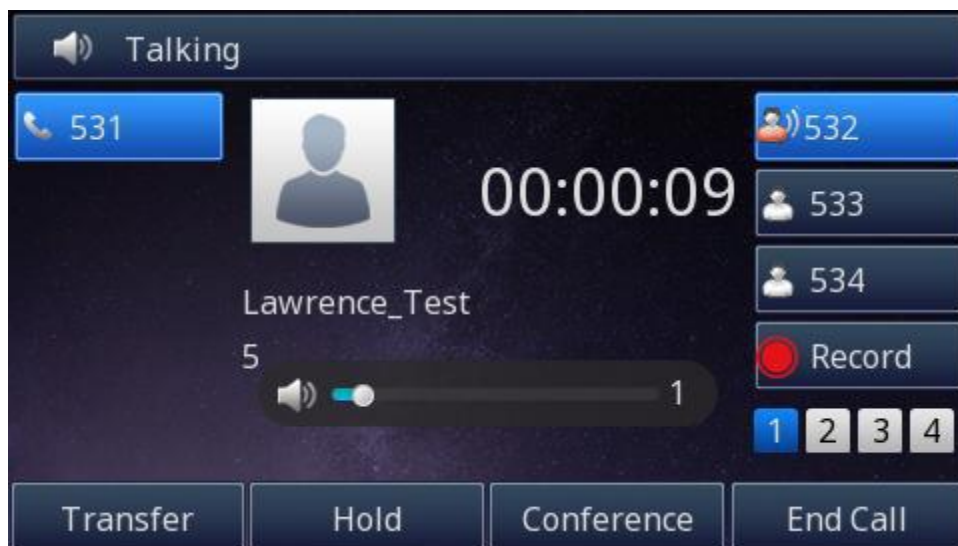 Talking
531
532
00:00:09
533
534
Lawrence_Test
5
Record
1
1 2 3 4
Transfer Hold Conference End Call